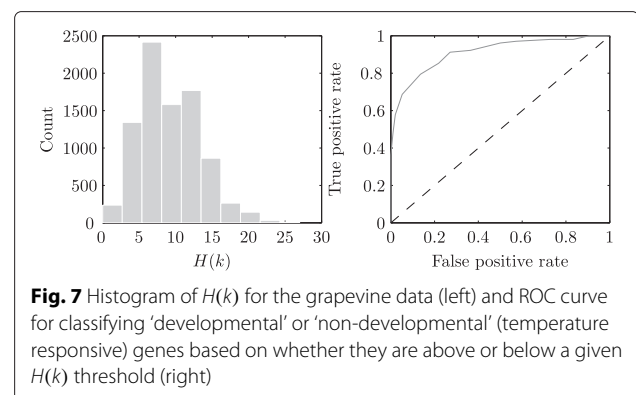 2500
2000
1500
1000
500
0
Count
0 5 10 15 20 25 30
H(k)
1
0.8
0.6
0.4
0.2
0
True positive rate
0 0.2 0.4 0.6 0.8 1
False positive rate
Fig. 7 Histogram of H(k) for the grapevine data (left) and ROC curve
for classifying ‘developmental’ or ‘non-developmental’ (temperature
responsive) genes based on whether they are above or below a given
H(k) threshold (right)